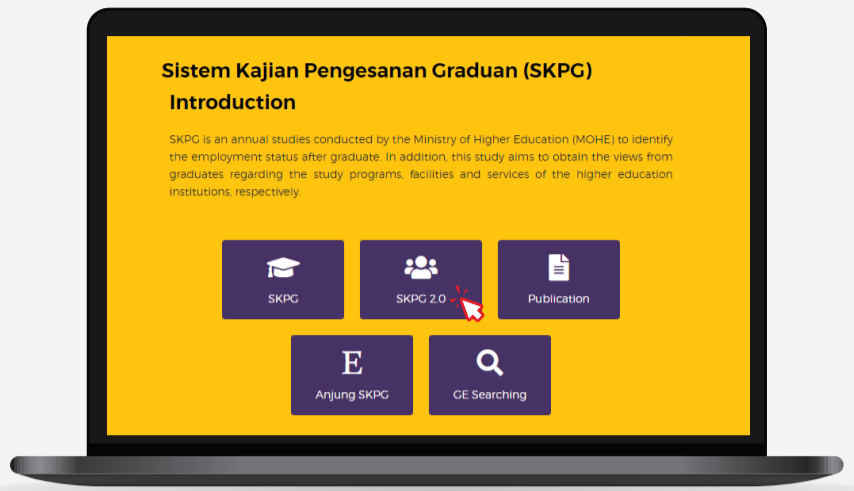 Sistem Kajian Pengesanan Graduan (SKPG)
Introduction
SKPG is an annual studies conducted by the Ministry of Higher Education (MOHE) to identify
the employment status after graduate. In addition, this study aims to obtain the views from
graduates regarding the study programs, facilities and services of the higher education
institutions, respectively.
SKPG
SKPG 2.0
Publication
E
Anjung SKPG
GE Searching